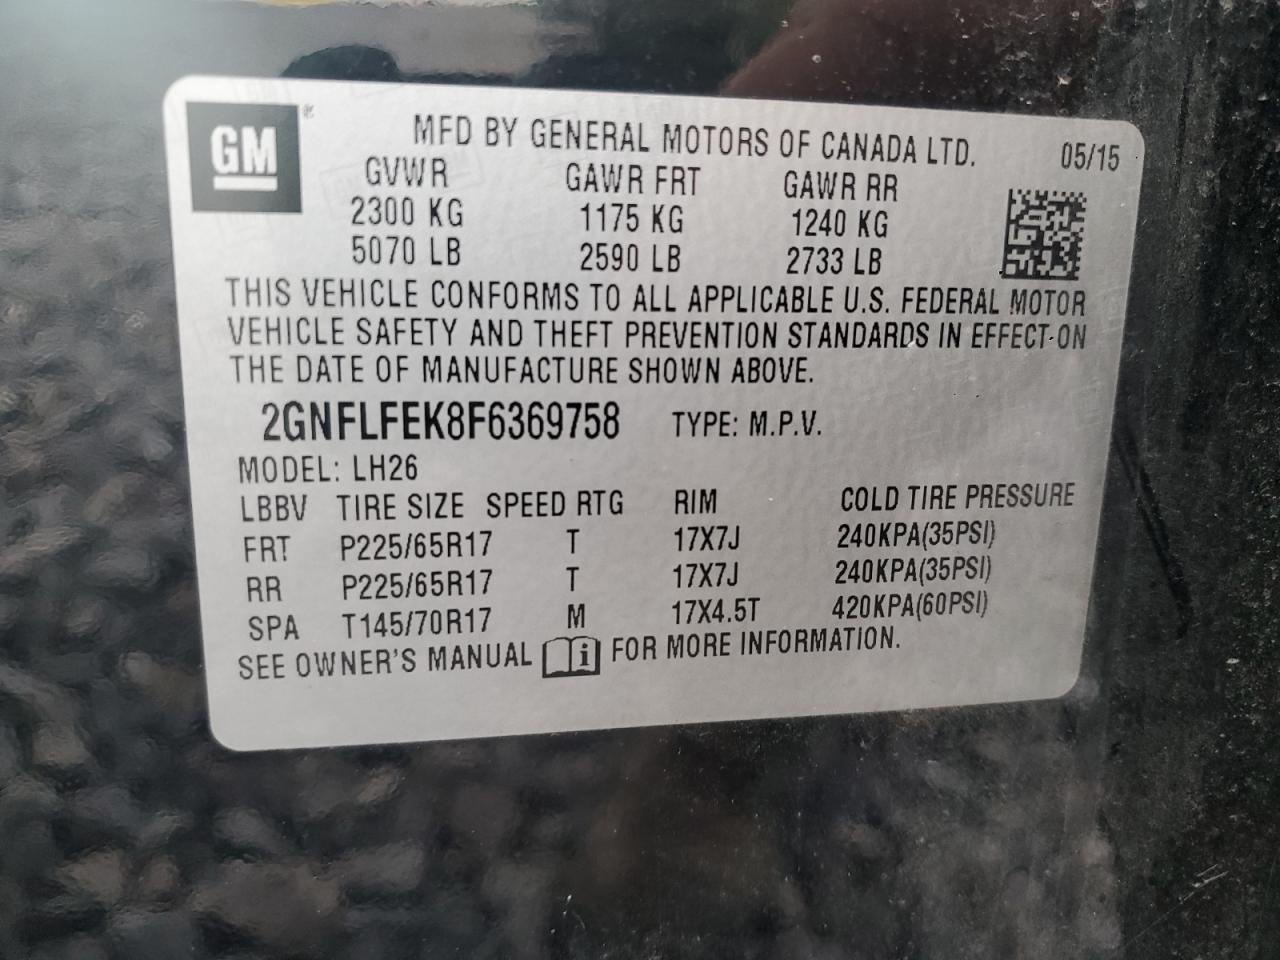 GM ®
MFD BY GENERAL MOTORS OF CANADA LTD. 05/15
GVWR GAWR FRT GAWR RR
2300 KG 1175 KG 1240 KG
5070 LB 2590 LB 2733 LB
THIS VEHICLE CONFORMS TO ALL APPLICABLE U.S. FEDERAL MOTOR
VEHICLE SAFETY AND THEFT PREVENTION STANDARDS IN EFFECT ON
THE DATE OF MANUFACTURE SHOWN ABOVE.
2GNFLFEK8F6369758 TYPE: M.P.V.
MODEL: LH26
LBBV TIRE SIZE SPEED RTG RIM COLD TIRE PRESSURE
FRT P225/65R17 T 17X7J 240KPA(35PSI)
RR P225/65R17 T 17X7J 240KPA(35PSI)
SPA T145/70R17 M 17X4.5T 420KPA(60PSI)
SEE OWNER'S MANUAL i FOR MORE INFORMATION.